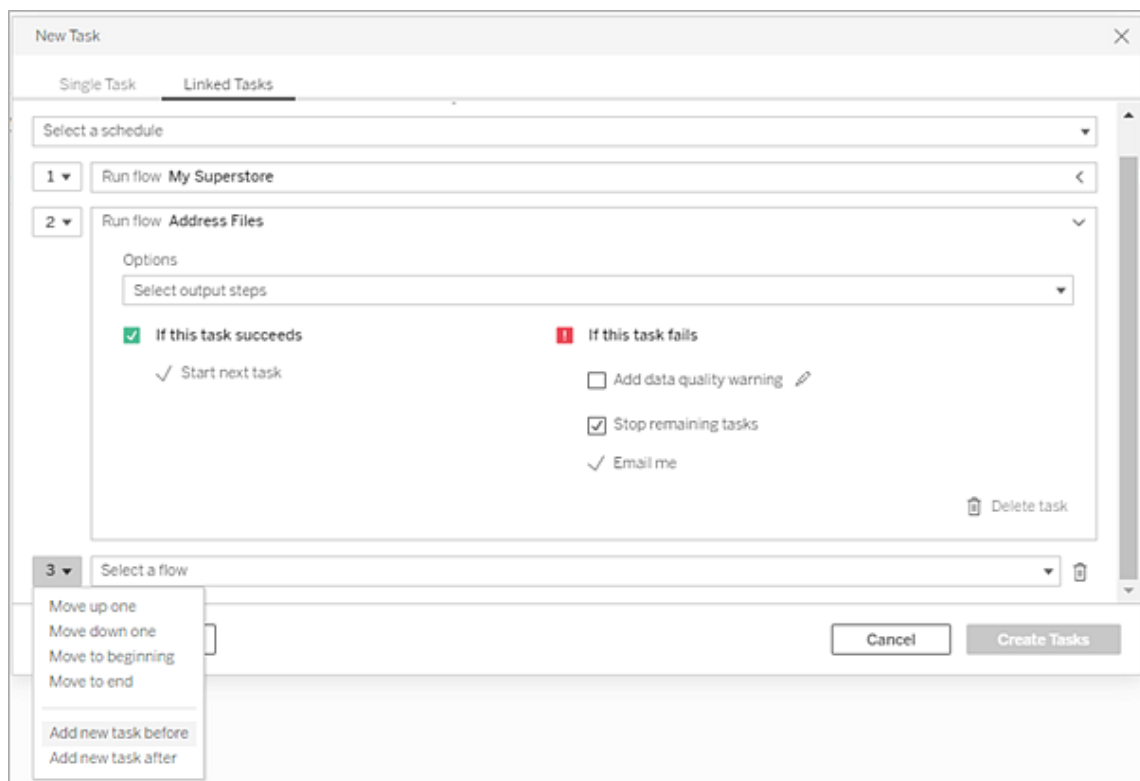 New Task
Single Task
Linked Tasks
Select a schedule
1
Run flow My Superstore
2
Run flow Address Files
Options
Select output steps
If this task succeeds
If this task fails
Start next task
Add data quality warning
Stop remaining tasks
Email me
Delete task
3
Select a flow
Move up one
Move down one
Move to beginning
Move to end
Add new task before
Add new task after
Cancel
Create Tasks